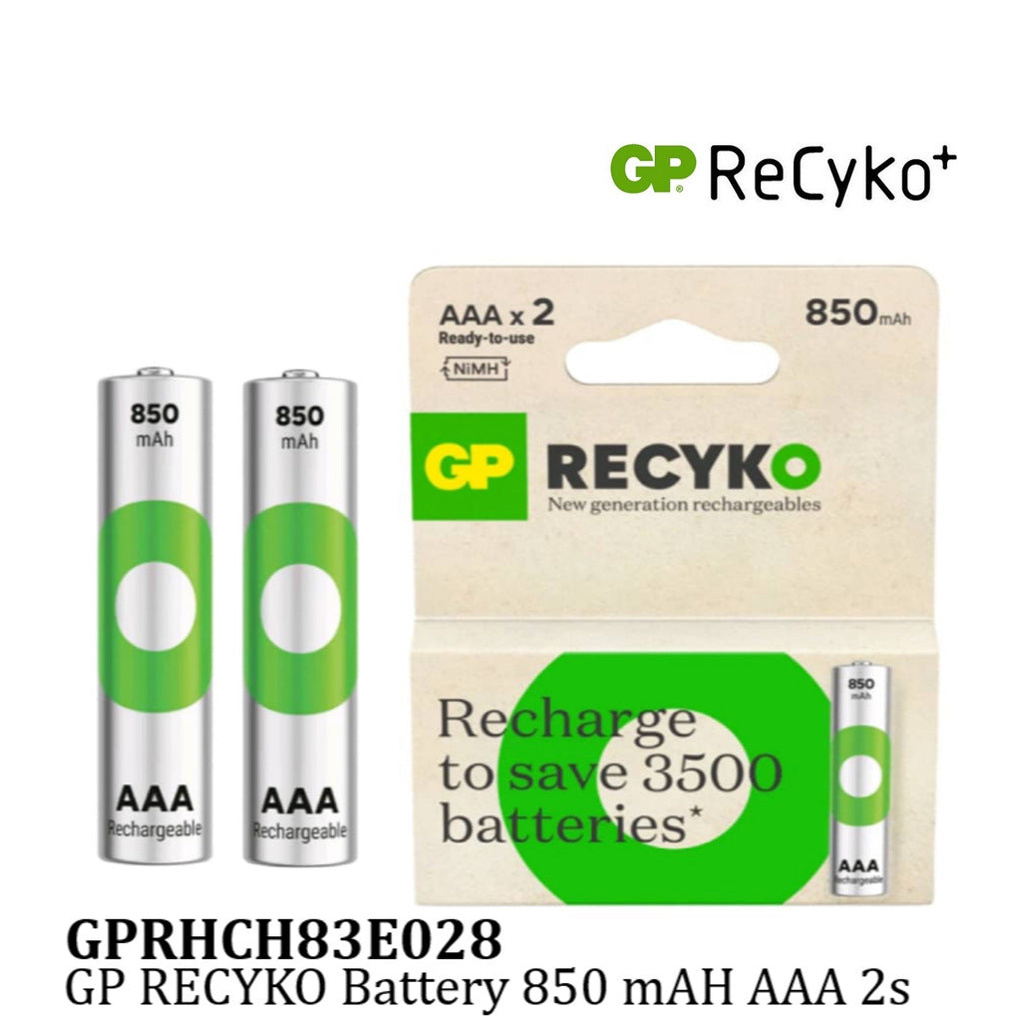 GP® ReCyko+
AAA x 2
850 mAh
Ready-to-use
NiMH
GP RECYKO
New generation rechargeables
850
mAh
AAA
Rechargeable
850
mAh
AAA
Rechargeable
Recharge
to save 3500
batteries*
850
mAh
AAA
Rechargeable
GPRHCH83E028
GP RECYKO Battery 850 mAH AAA 2s